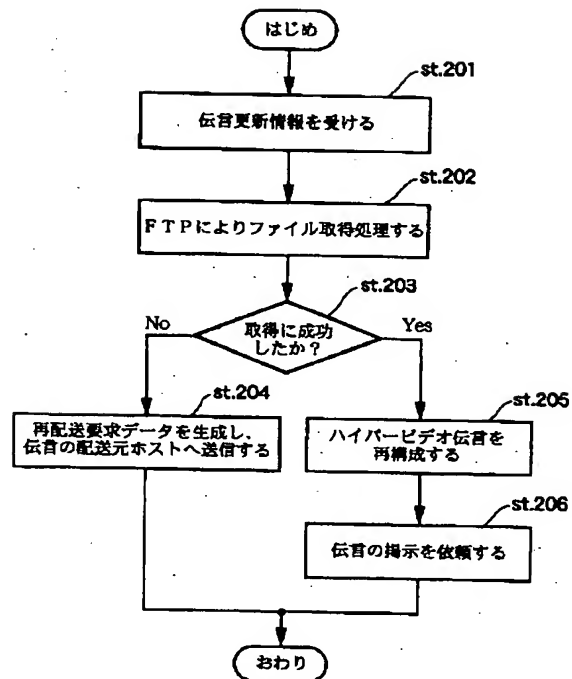 はじめ
st.201
伝言更新情報を受ける
st.202
FTPによりファイル取得処理する
st.203
取得に成功
したか？
No
Yes
st.204
再配送要求データを生成し、
伝言の配送元ホストへ送信する
st.205
ハイパービデオ伝言を
再構成する
st.206
伝言の掲示を依頼する
おわり